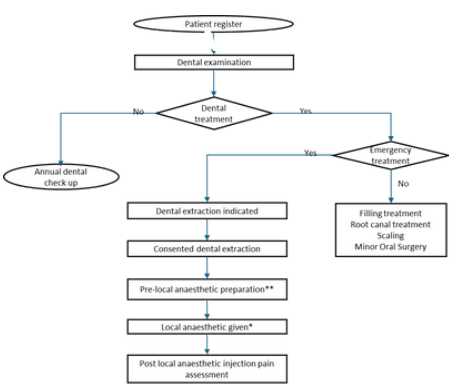 Patient register
Dental examination
Dental
treatment
No
Yes
Emergency
treatment
Yes
No
Annual dental
check up
Filling treatment
Root canal treatment
Scaling
Minor Oral Surgery
Dental extraction indicated
Consented dental extraction
Pre-local anaesthetic preparation**
Local anaesthetic given*
Post local anaesthetic injection pain
assessment